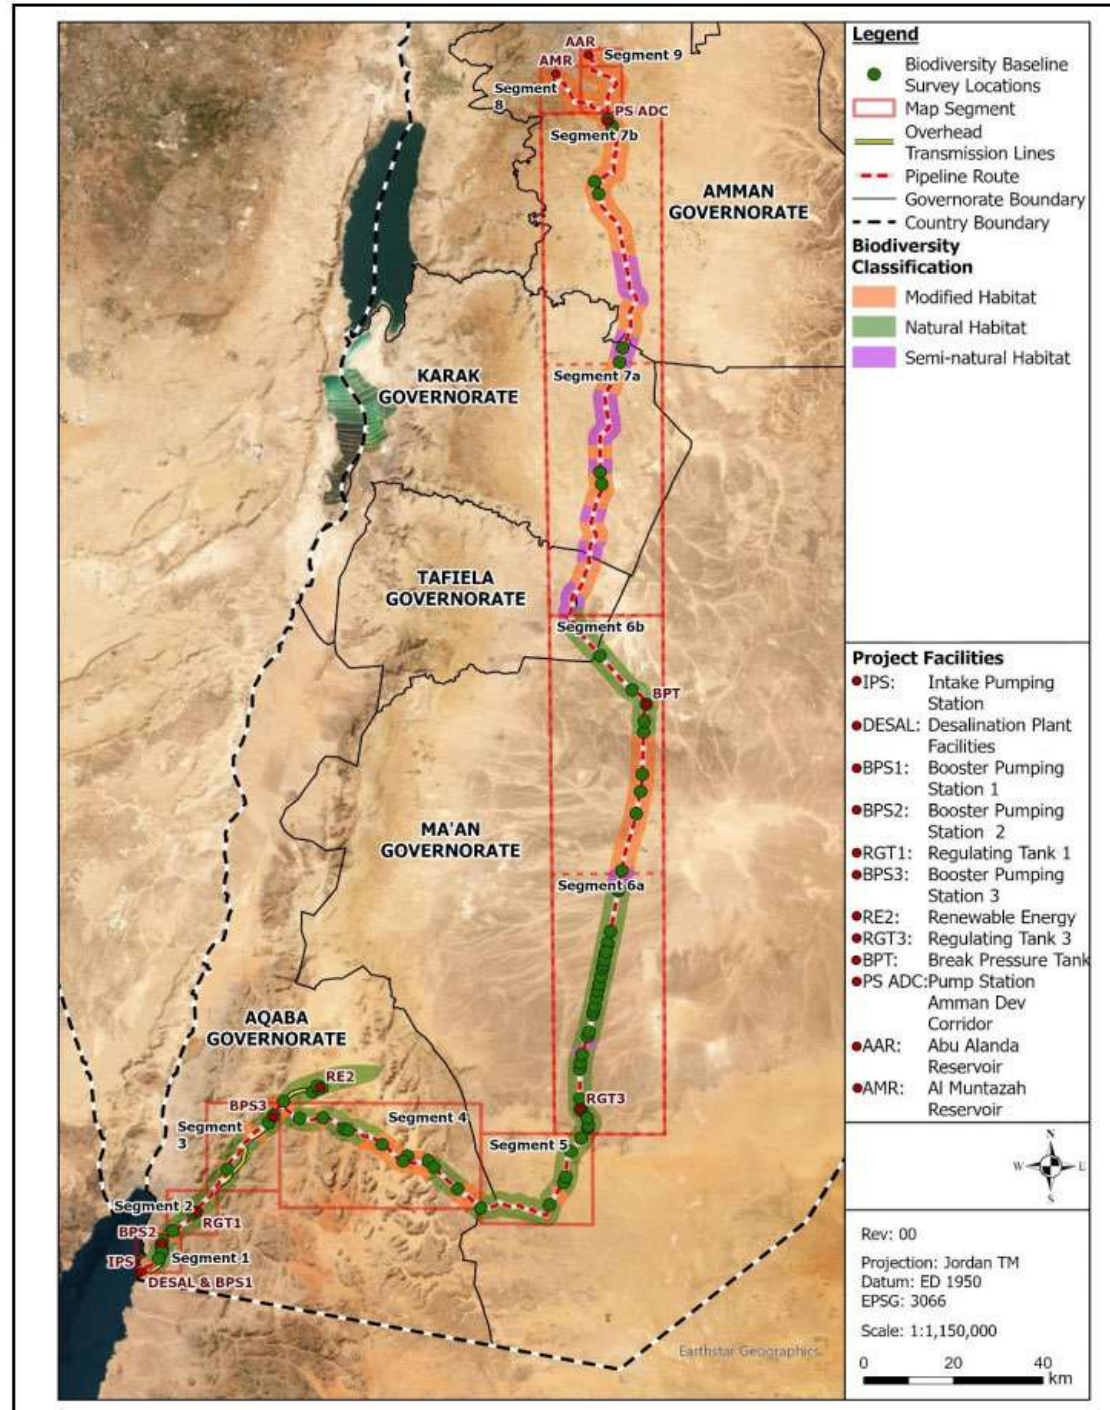 AAR
Segment 9
AMR
Segment
8
PS ADC
Segment 7b
AMMAN
GOVERNORATE
KARAK
GOVERNORATE
Segment 7a
TAFIELA
GOVERNORATE
Segment 6b
BPT
MA'AN
GOVERNORATE
Segment 6a
AQABA
GOVERNORATE
RE2
BPS3
RGT3
Segment
3
Segment 4
Segment 5
Segment 2
RGT1
BPS2
IPS
Segment 1
DESAL & BPS1
Earthstar Geographics
Legend
Biodiversity Baseline
Survey Locations
Map Segment
Overhead
Transmission Lines
Pipeline Route
Governorate Boundary
Country Boundary
Biodiversity
Classification
Modified Habitat
Natural Habitat
Semi-natural Habitat
Project Facilities
IPS: Intake Pumping
Station
DESAL: Desalination Plant
Facilities
BPS1: Booster Pumping
Station 1
BPS2: Booster Pumping
Station 2
RGT1: Regulating Tank 1
BPS3: Booster Pumping
Station 3
RE2: Renewable Energy
RGT3: Regulating Tank 3
BPT: Break Pressure Tank
PS ADC: Pump Station
Amman Dev
Corridor
AAR: Abu Alanda
Reservoir
AMR: Al Muntazah
Reservoir
N
W E
S
Rev: 00
Projection: Jordan TM
Datum: ED 1950
EPSG: 3066
Scale: 1:1,150,000
0 20 40
km